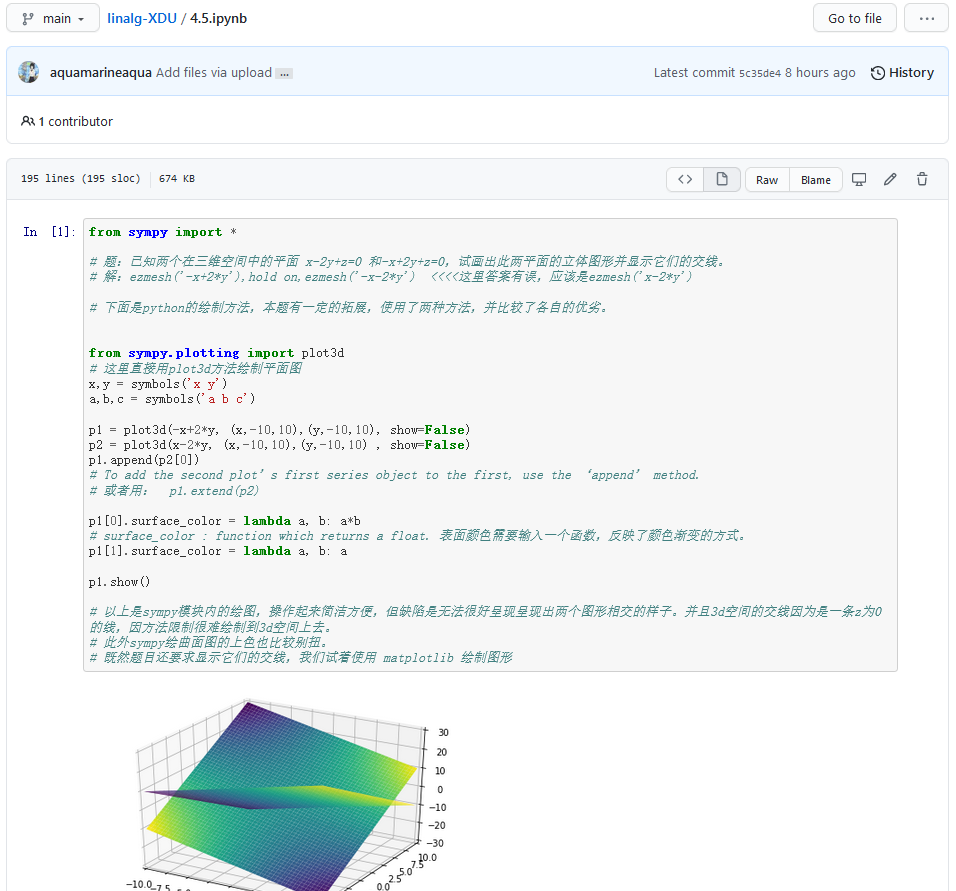 main
linalg-XDU / 4.5.ipynb
Go to file
...
aquamarineaqua Add files via upload ...
Latest commit 5c35de4 8 hours ago
History
1 contributor
195 lines (195 sloc) 674 KB
<> Raw Blame
In [1]:
from sympy import *
# 题：已知两个在三维空间中的平面 x-2y+z=0 和-x+2y+z=0，试画出此两平面的立体图形并显示它们的交线。
# 解：ezmesh('-x+2*y'),hold on,ezmesh('-x-2*y') <<<<这里答案有误，应该是ezmesh('x-2*y')
# 下面是python的绘制方法，本题有一定的拓展，使用了两种方法，并比较了各自的优劣。
from sympy.plotting import plot3d
# 这里直接用plot3d方法绘制平面图
x,y = symbols('x y')
a,b,c = symbols('a b c')
p1 = plot3d(-x+2*y, (x,-10,10),(y,-10,10), show=False)
p2 = plot3d(x-2*y, (x,-10,10),(y,-10,10) , show=False)
p1.append(p2[0])
# To add the second plot’s first series object to the first, use the ‘append’ method.
# 或者用： p1.extend(p2)
p1[0].surface_color = lambda a, b: a*b
# surface_color : function which returns a float. 表面颜色需要输入一个函数，反映了颜色渐变的方式。
p1[1].surface_color = lambda a, b: a
p1.show()
# 以上是sympy模块内的绘图，操作起来简洁方便，但缺陷是无法很好呈现呈现出两个图形相交的样子。并且3d空间的交线因为是一条z为0
的线，因方法限制很难绘制到3d空间上去。
# 此外sympy绘曲面图的上色也比较别扭。
# 既然题目还要求显示它们的交线，我们试着使用 matplotlib 绘制图形
30
20
10
0
−10
−20
−30
10.0
7.5
5.0
2.5
0.0
−10.0
−7.5